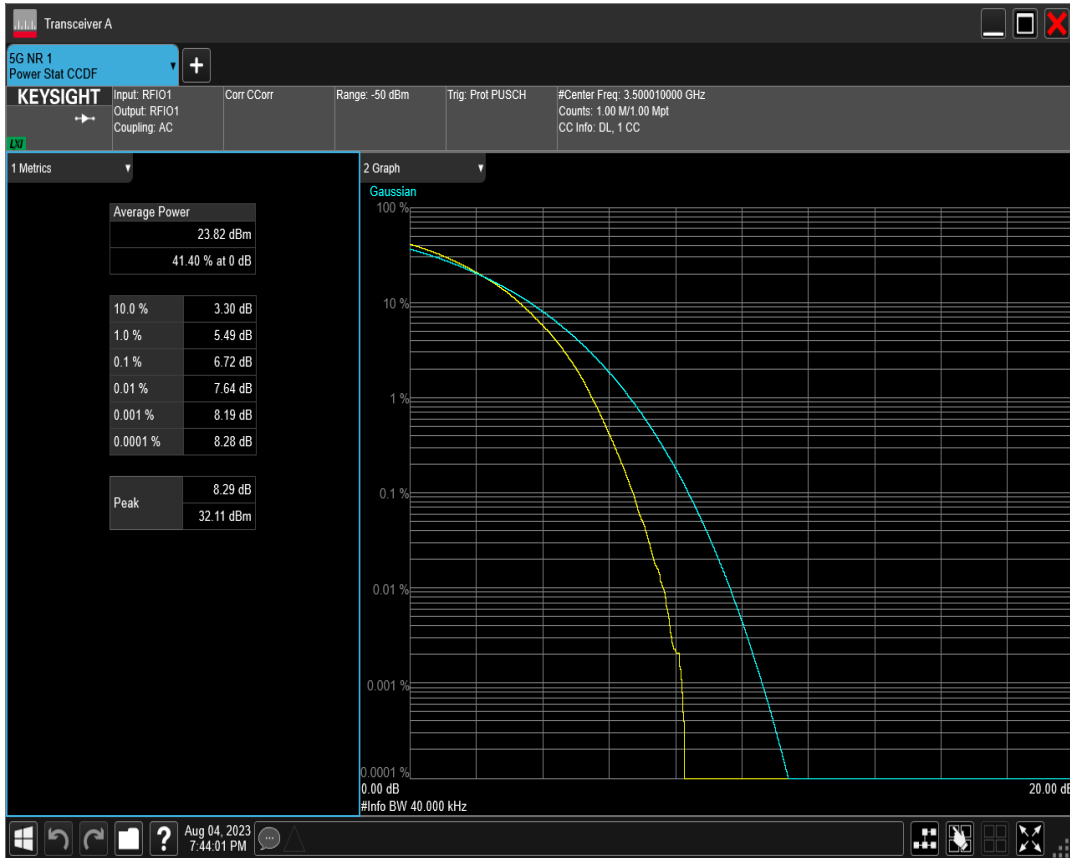 Transceiver A
5G NR 1
Power Stat CCDF
KEYSIGHT
LXI
Input: RFIO1
Output: RFIO1
Coupling: AC
Corr CCorr
Range: -50 dBm
Trig: Prot PUSCH
#Center Freq: 3.500010000 GHz
Counts: 1.00 M/1.00 Mpt
CC Info: DL, 1 CC
1 Metrics
Average Power
23.82 dBm
41.40 % at 0 dB
10.0 % 3.30 dB
1.0 % 5.49 dB
0.1 % 6.72 dB
0.01 % 7.64 dB
0.001 % 8.19 dB
0.0001 % 8.28 dB
Peak 8.29 dB
32.11 dBm
2 Graph
Gaussian
100 %
10 %
1 %
0.1 %
0.01 %
0.001 %
0.0001 %
0.00 dB 20.00 dB
#Info BW 40.000 kHz
? Aug 04, 2023
7:44:01 PM